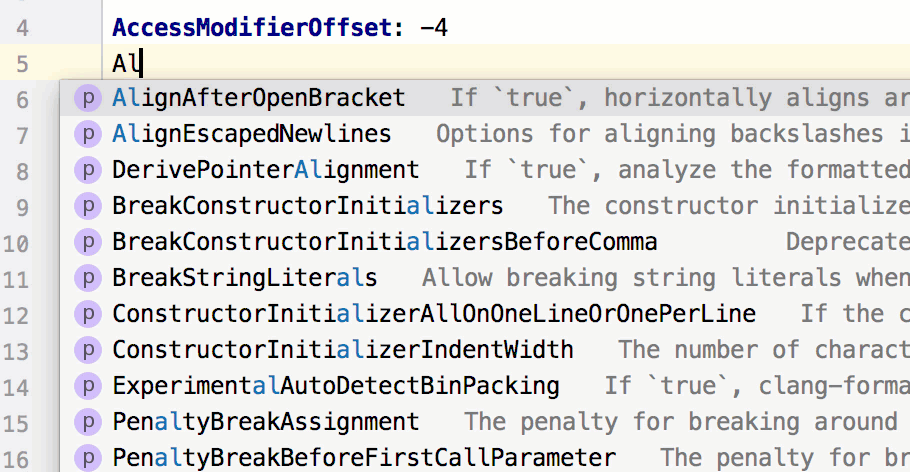 4 AccessModifierOffset: -4
5 Al
6 p AlignAfterOpenBracket If `true`, horizontally aligns ar
7 p AlignEscapedNewlines Options for aligning backslashes i
8 p DerivePointerAlignment If `true`, analyze the formatted
9 p BreakConstructorInitializers The constructor initialize
10 p BreakConstructorInitializersBeforeComma Deprecate
11 p BreakStringLiterals Allow breaking string literals when
12 p ConstructorInitializerAllOnOneLineOrOnePerLine If the c
13 p ConstructorInitializerIndentWidth The number of charact
14 p ExperimentalAutoDetectBinPacking If `true`, clang-forma
15 p PenaltyBreakAssignment The penalty for breaking around
16 p PenaltyBreakBeforeFirstCallParameter The penalty for br